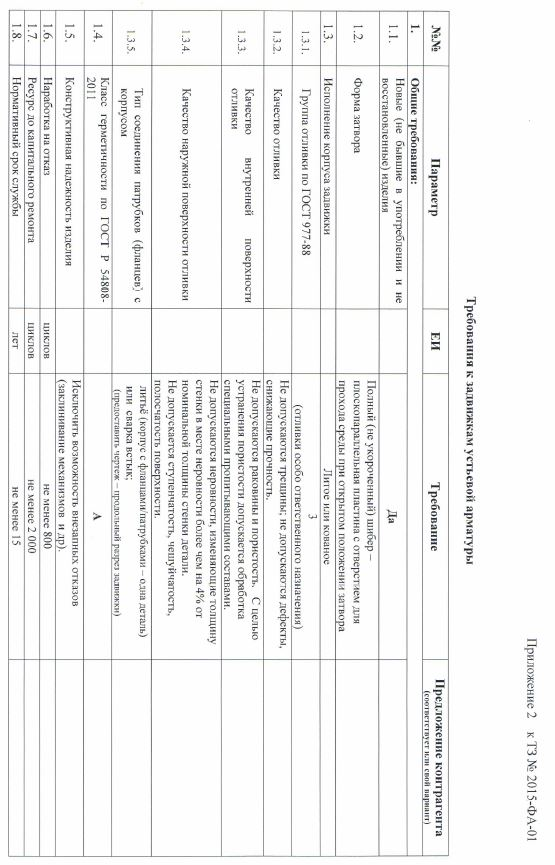 Приложение 2 к ТЗ № 2015-ФА-01
Требования к задвижкам устьевой арматуры
№№ Параметр ЕИ Требование Предложение контрагента
(соответствует или свой вариант)
1. Общие требования:
1.1. Новые (не бывшие в употреблении и не
восстановленные) изделия
Да
1.2. Форма затвора
Полный (не укороченный) шибер –
плоскопараллельная пластина с отверстием для
прохода среды при открытом положении затвора
1.3. Исполнение корпуса задвижки Литое или кованое
1.3.1. Группа отливки по ГОСТ 977-88
3
(отливки особо ответственного назначения)
1.3.2. Качество отливки
Не допускаются трещины; не допускаются дефекты,
снижающие прочность.
1.3.3. Качество внутренней поверхности
отливки
Не допускаются раковины и пористость. С целью
устранения пористости допускается обработка
специальными пропитывающими составами.
1.3.4. Качество наружной поверхности отливки
Не допускаются неровности, изменяющие толщину
стенки в месте неровности более чем на 4% от
номинальной толщины стенки детали.
Не допускается ступенчатость, чешуйчатость,
полосчатость поверхности.
1.3.5. Тип соединения патрубков (фланцев) с
корпусом
литьё (корпус с фланцами/патрубками – одна деталь)
или сварка встык;
(предоставить чертеж – продольный разрез задвижки)
1.4. Класс герметичности по ГОСТ Р 54808-
2011
А
1.5. Конструктивная надежность изделия
Исключить возможность внезапных отказов
(заклинивание механизмов и др).
1.6. Наработка на отказ циклов не менее 800
1.7. Ресурс до капитального ремонта циклов не менее 2 000
1.8. Нормативный срок службы лет не менее 15